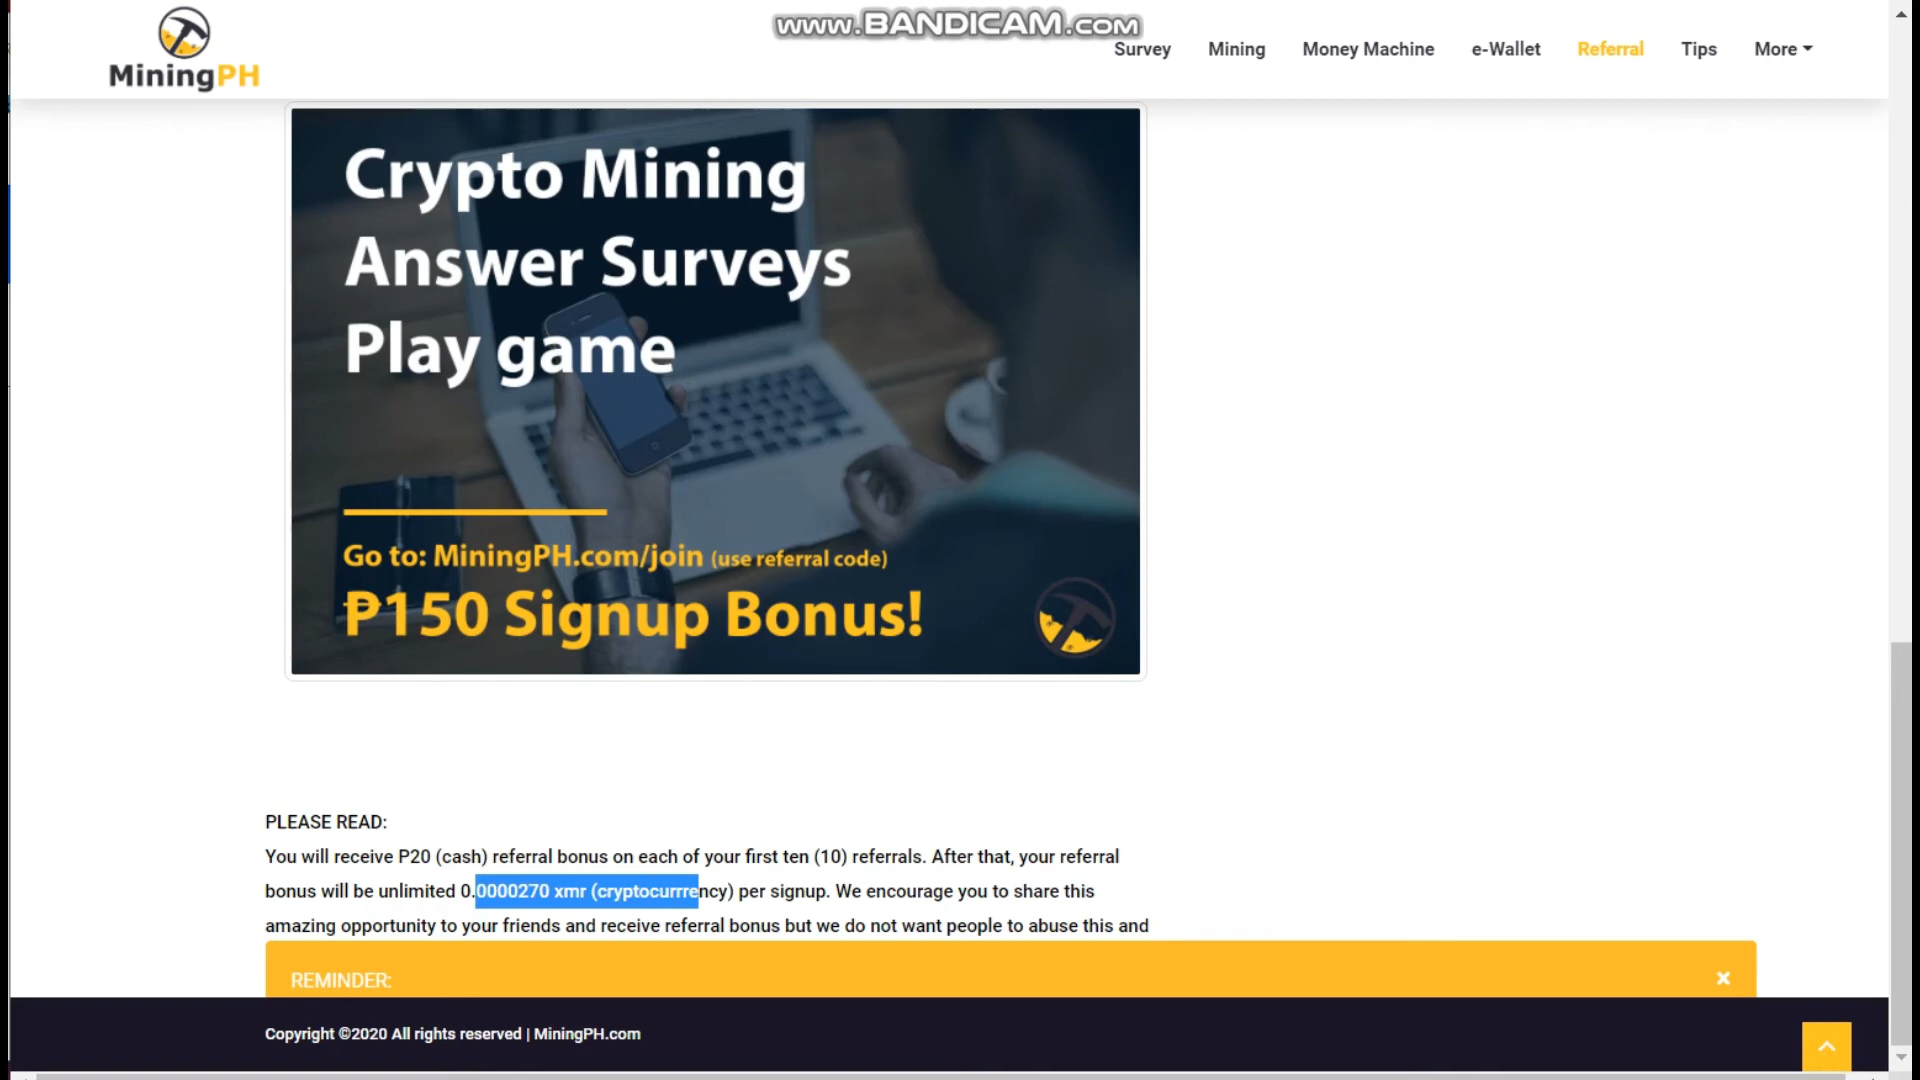 www.BANDICAM.com
MiningPH
Survey Mining Money Machine e-Wallet Referral Tips More
Crypto Mining
Answer Surveys
Play game
Go to: MiningPH.com/join (use referral code)
₱150 Signup Bonus!
PLEASE READ:
You will receive P20 (cash) referral bonus on each of your first ten (10) referrals. After that, your referral
bonus will be unlimited 0.0000270 xmr (cryptocurrrency) per signup. We encourage you to share this
amazing opportunity to your friends and receive referral bonus but we do not want people to abuse this and
REMINDER:
Copyright ©2020 All rights reserved | MiningPH.com